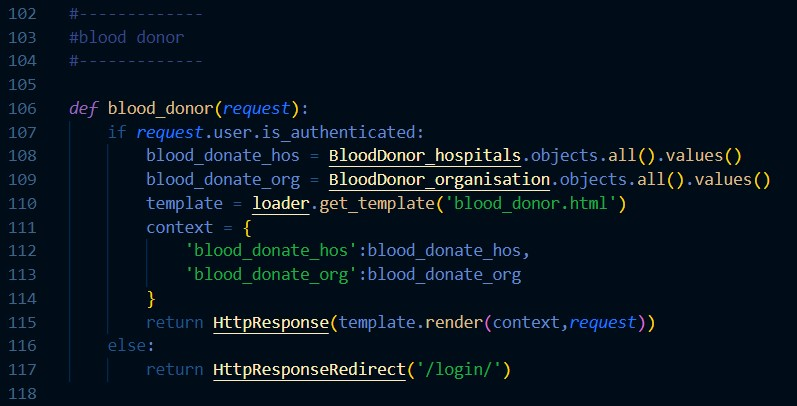 102 #-------------
103 #blood donor
104 #-------------
105
106 def blood_donor(request):
107     if request.user.is_authenticated:
108         blood_donate_hos = BloodDonor_hospitals.objects.all().values()
109         blood_donate_org = BloodDonor_organisation.objects.all().values()
110         template = loader.get_template('blood_donor.html')
111         context = {
112             'blood_donate_hos':blood_donate_hos,
113             'blood_donate_org':blood_donate_org
114         }
115         return HttpResponse(template.render(context,request))
116     else:
117         return HttpResponseRedirect('/login/')
118